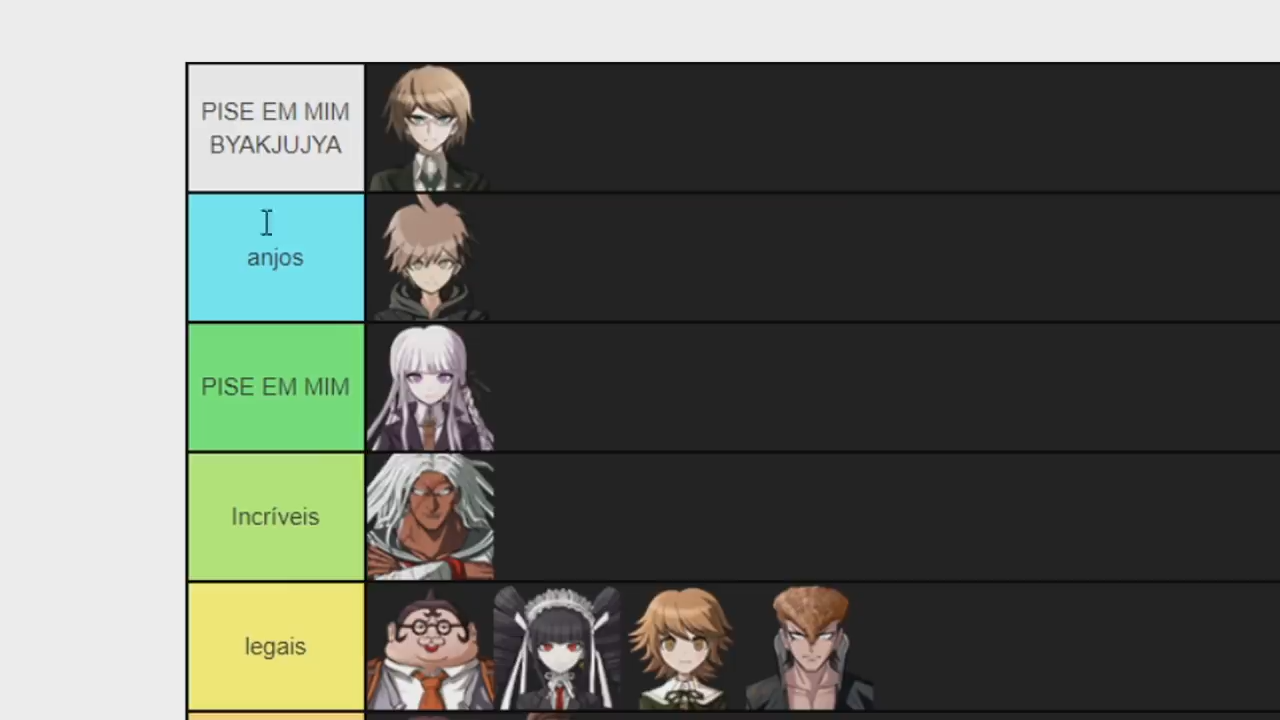 PISE EM MIM
BYAKJUJYA
anjos
PISE EM MIM
Incríveis
legais